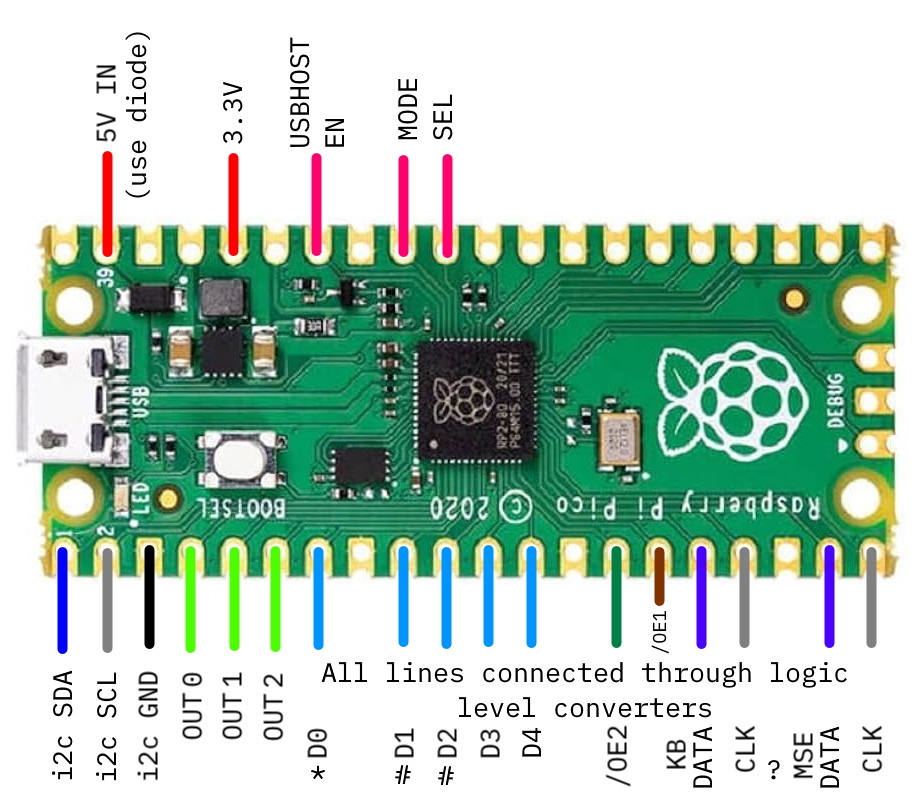 5V IN
(use diode)
3.3V
USBHOST
EN
MODE
SEL
39
USB
DEBUG
LED
1
2
BOOTSEL
© 2020
Raspberry Pi Pico
i2c SDA
i2c SCL
i2c GND
OUT0
OUT1
OUT2
/OE1
All lines connected through logic
level converters
*D0
#D1
#D2
D3
D4
/OE2
KB
DATA
CLK
?
MSE
DATA
CLK